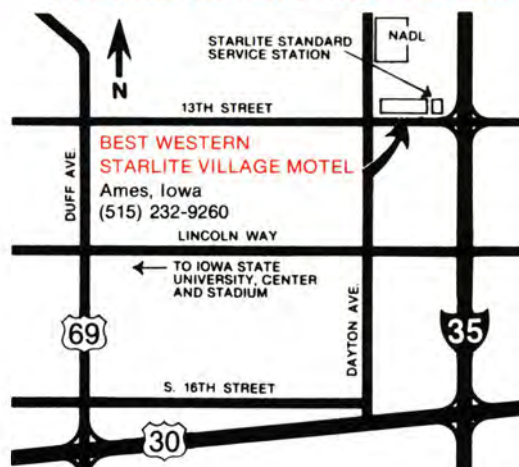 STARLITE STANDARD
SERVICE STATION
NADL
N
13TH STREET
BEST WESTERN
STARLITE VILLAGE MOTEL
Ames, Iowa
(515) 232-9260
DUFF AVE.
LINCOLN WAY
TO IOWA STATE
UNIVERSITY, CENTER
AND STADIUM
DAYTON AVE.
69
35
S. 16TH STREET
30